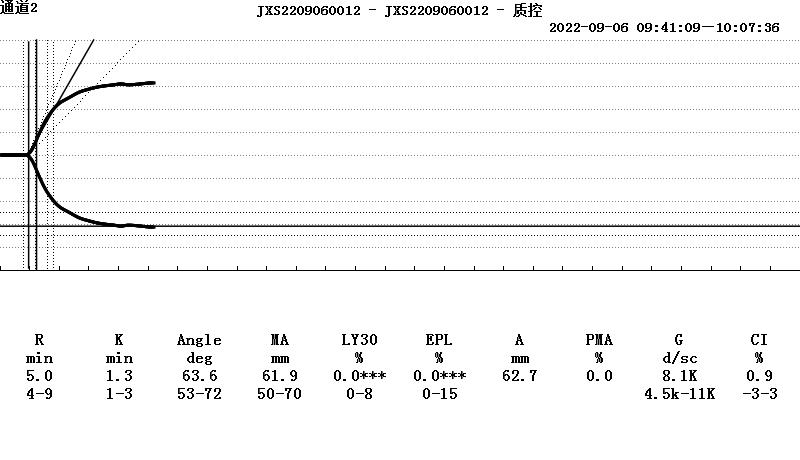 通道2
JXS2209060012 - JXS2209060012 - 质控
2022-09-06 09:41:09—10:07:36
R K Angle MA LY30 EPL A PMA G CI
min min deg mm % % mm % d/sc %
5.0 1.3 63.6 61.9 0.0*** 0.0*** 62.7 0.0 8.1K 0.9
4-9 1-3 53-72 50-70 0-8 0-15 4.5k-11K -3-3